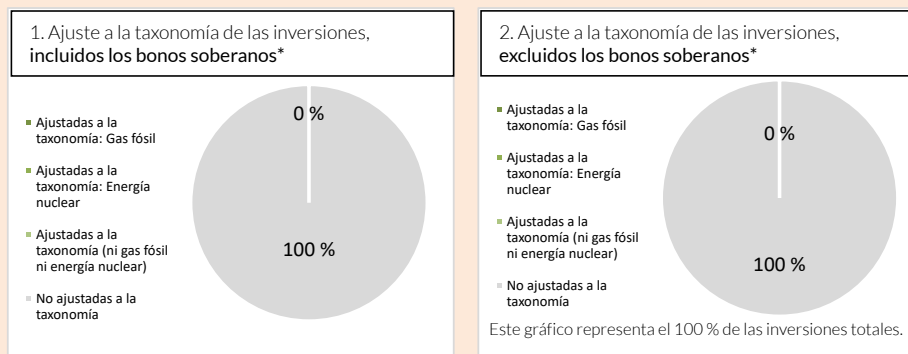 1. Ajuste a la taxonomía de las inversiones,
incluidos los bonos soberanos*
Ajustadas a la
taxonomía: Gas fósil
Ajustadas a la
taxonomía: Energía
nuclear
Ajustadas a la
taxonomía (ni gas fósil
ni energía nuclear)
No ajustadas a la
taxonomía
0 %
100 %
2. Ajuste a la taxonomía de las inversiones,
excluidos los bonos soberanos*
Ajustadas a la
taxonomía: Gas fósil
Ajustadas a la
taxonomía: Energía
nuclear
Ajustadas a la
taxonomía (ni gas fósil
ni energía nuclear)
No ajustadas a la
taxonomía
0 %
100 %
Este gráfico representa el 100 % de las inversiones totales.